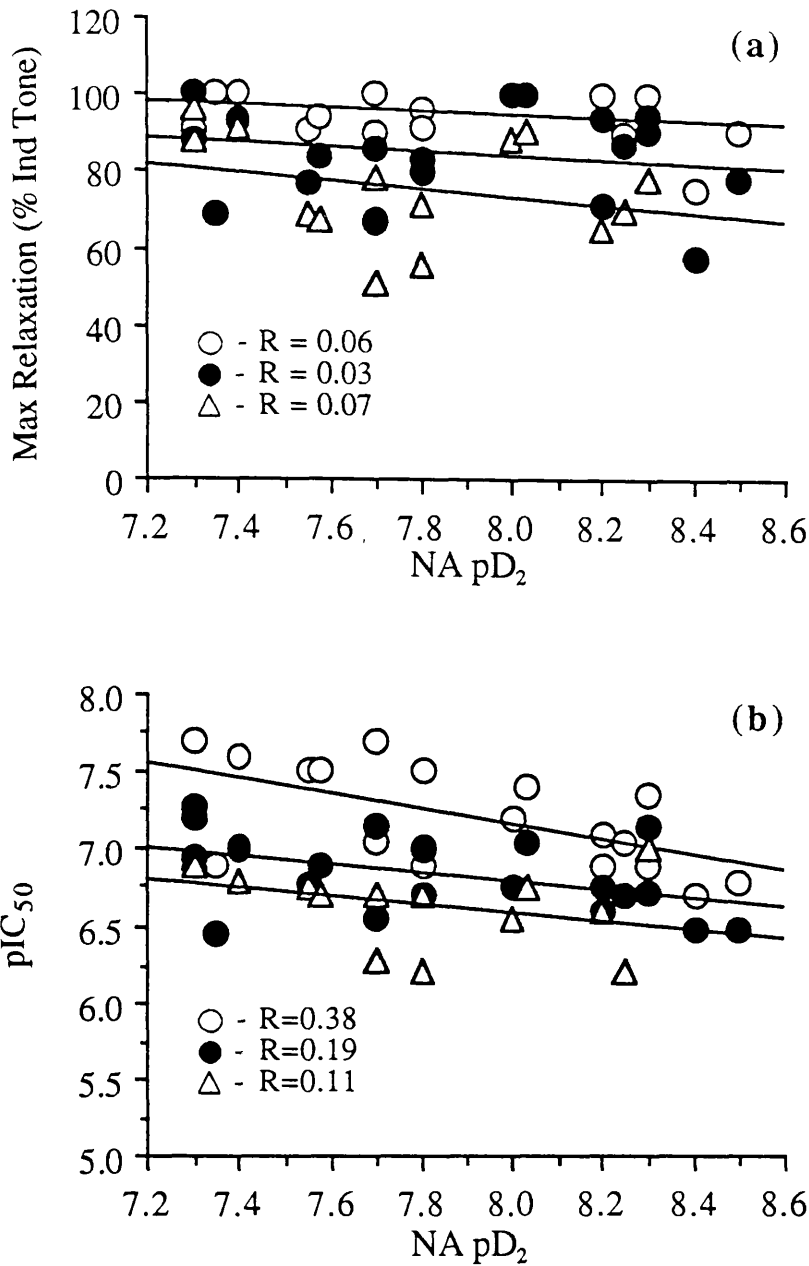 (a)
Max Relaxation (% Ind Tone)
120
100
80
60
40
20
0
- R = 0.06
- R = 0.03
- R = 0.07
7.2 7.4 7.6 7.8 8.0 8.2 8.4 8.6
NA pD₂
(b)
pIC₅₀
8.0
7.5
7.0
6.5
6.0
5.5
5.0
- R=0.38
- R=0.19
- R=0.11
7.2 7.4 7.6 7.8 8.0 8.2 8.4 8.6
NA pD₂